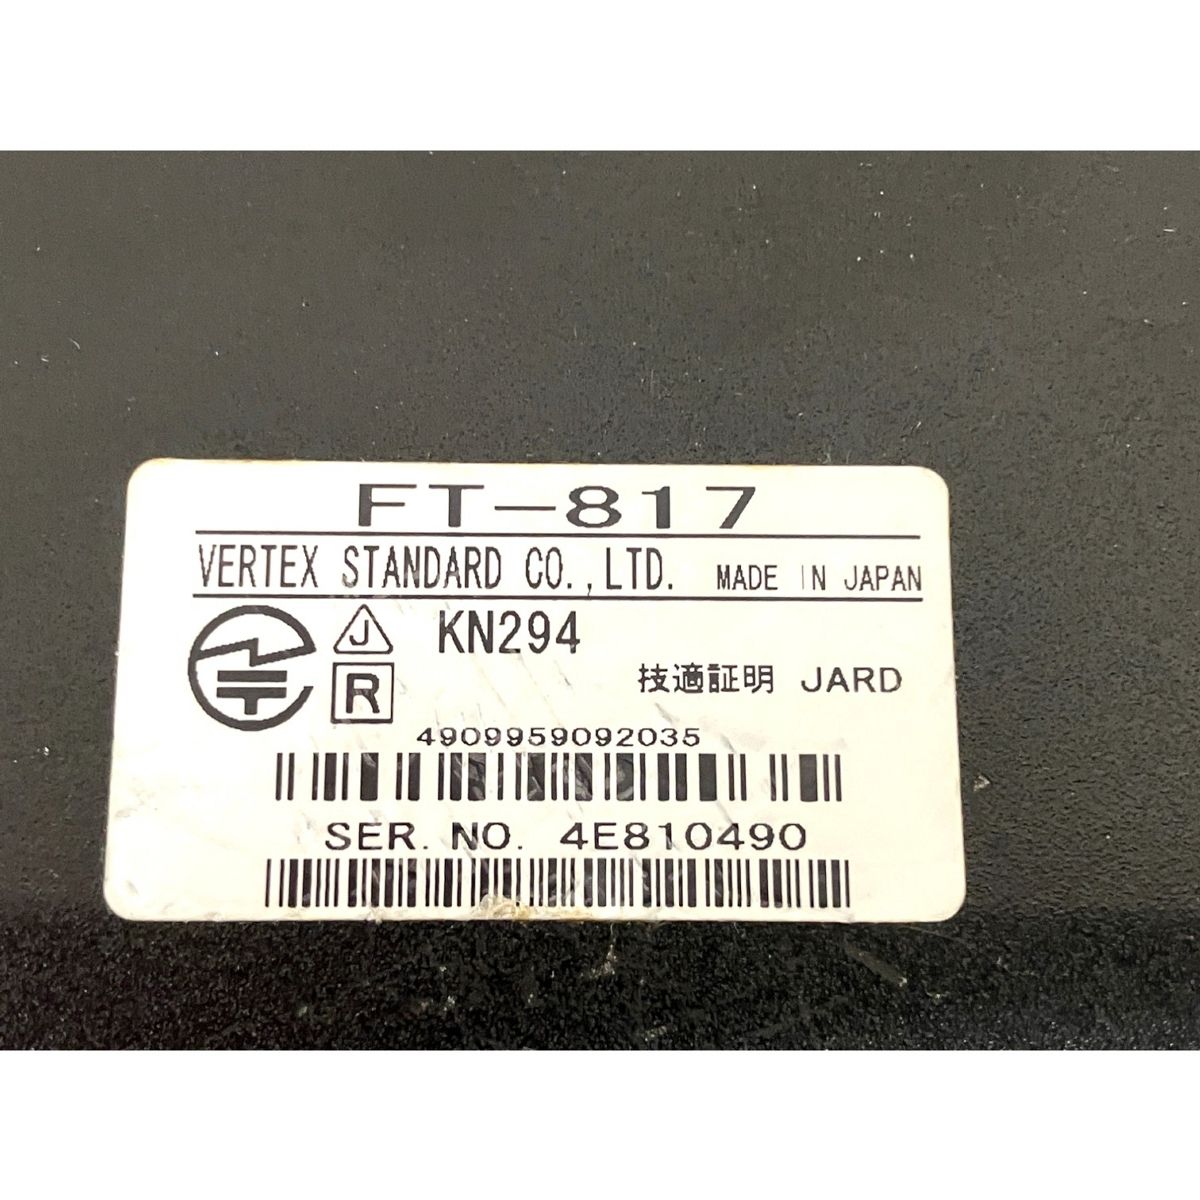 FT-817
VERTEX STANDARD CO.,LTD. MADE IN JAPAN
J KN294
R 技適証明 JARD
4909959092035
SER. NO. 4E810490